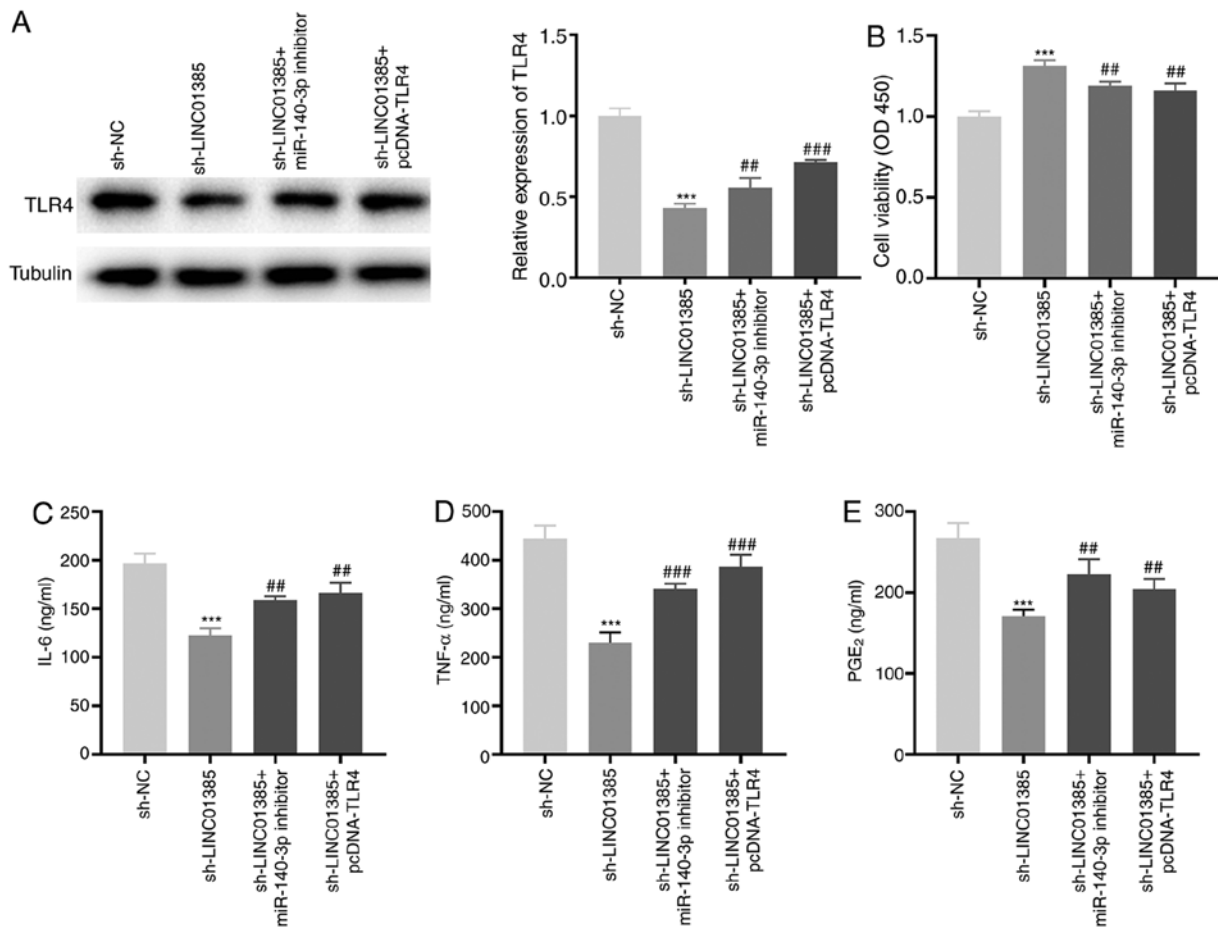 A
sh-NC
sh-LINC01385
sh-LINC01385+
miR-140-3p inhibitor
sh-LINC01385+
pcDNA-TLR4
TLR4
Tubulin
Relative expression of TLR4
1.5
1.0
0.5
0.0
***
##
###
sh-NC
sh-LINC01385
sh-LINC01385+
miR-140-3p inhibitor
sh-LINC01385+
pcDNA-TLR4
B
Cell viability (OD 450)
1.5
1.0
0.5
0.0
***
##
##
sh-NC
sh-LINC01385
sh-LINC01385+
miR-140-3p inhibitor
sh-LINC01385+
pcDNA-TLR4
C
IL-6 (ng/ml)
250
200
150
100
50
0
***
##
##
sh-NC
sh-LINC01385
sh-LINC01385+
miR-140-3p inhibitor
sh-LINC01385+
pcDNA-TLR4
D
TNF-α (ng/ml)
500
400
300
200
100
0
***
###
###
sh-NC
sh-LINC01385
sh-LINC01385+
miR-140-3p inhibitor
sh-LINC01385+
pcDNA-TLR4
E
PGE₂ (ng/ml)
300
200
100
0
***
##
##
sh-NC
sh-LINC01385
sh-LINC01385+
miR-140-3p inhibitor
sh-LINC01385+
pcDNA-TLR4